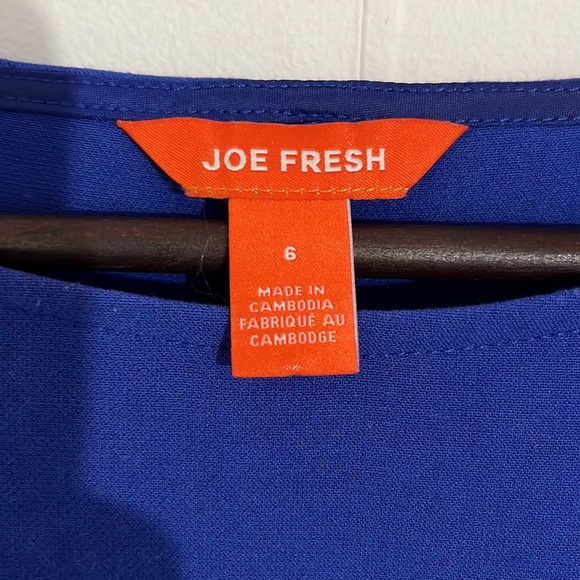 JOE FRESH
6
MADE IN
CAMBODIA
FABRIQUÉ AU
CAMBODGE